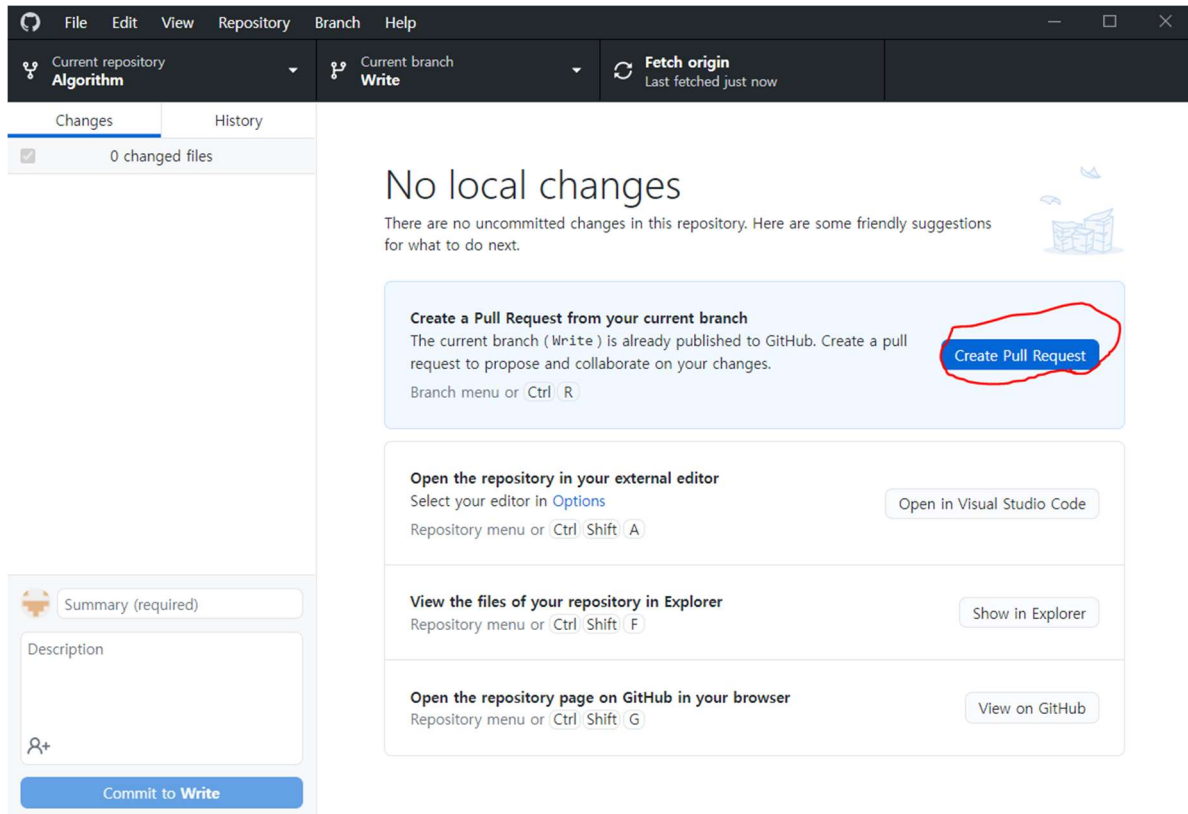 File Edit View Repository Branch Help
Current repository
Algorithm
Current branch
Write
Fetch origin
Last fetched just now
Changes History
0 changed files
No local changes
There are no uncommitted changes in this repository. Here are some friendly suggestions
for what to do next.
Create a Pull Request from your current branch
The current branch (Write) is already published to GitHub. Create a pull
request to propose and collaborate on your changes.
Branch menu or Ctrl R
Create Pull Request
Open the repository in your external editor
Select your editor in Options
Repository menu or Ctrl Shift A
Open in Visual Studio Code
View the files of your repository in Explorer
Repository menu or Ctrl Shift F
Show in Explorer
Open the repository page on GitHub in your browser
Repository menu or Ctrl Shift G
View on GitHub
Summary (required)
Description
Commit to Write